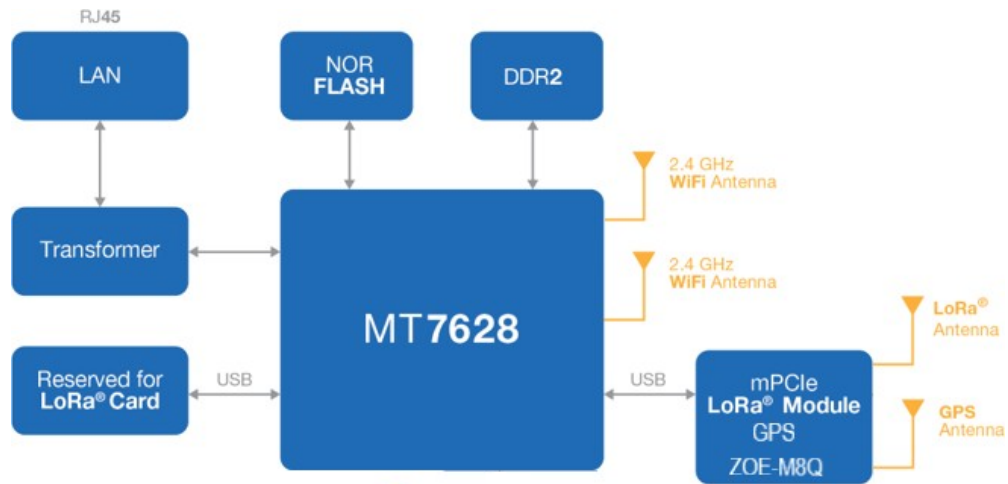 RJ45
LAN
NOR
FLASH
DDR2
2.4 GHz
WiFi Antenna
Transformer
2.4 GHz
WiFi Antenna
MT7628
LoRa®
Antenna
Reserved for
LoRa® Card
USB
USB
mPCIe
LoRa® Module
GPS
ZOE-M8Q
GPS
Antenna